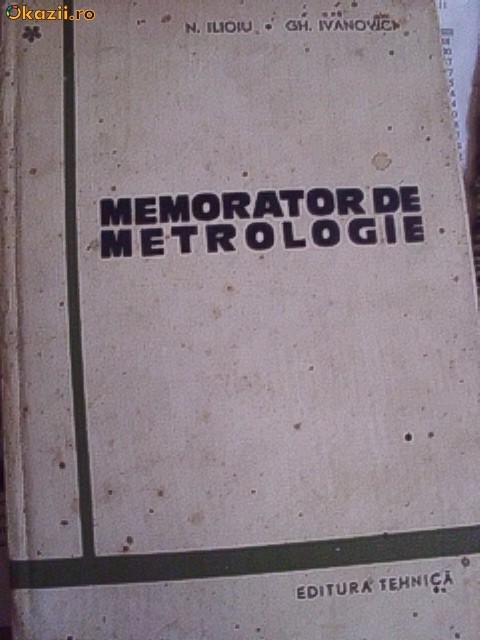 Okazii.ro
N. ILIOIU • GH. IVANOVICI
MEMORATOR DE
METROLOGIE
EDITURA TEHNICĂ